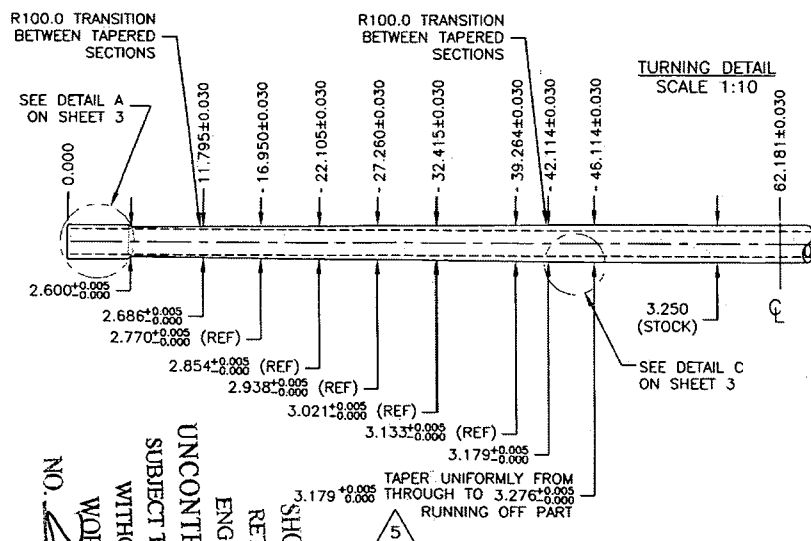 R100.0 TRANSITION
BETWEEN TAPERED
SECTIONS
R100.0 TRANSITION
BETWEEN TAPERED
SECTIONS
TURNING DETAIL
SCALE 1:10
SEE DETAIL A
ON SHEET 3
0.000
11.795±0.030
16.950±0.030
22.105±0.030
27.260±0.030
32.415±0.030
39.264±0.030
42.114±0.030
46.114±0.030
62.181±0.030
2.600+0.005 -0.000
2.686+0.005 -0.000
2.770+0.005 -0.000 (REF)
2.854+0.005 -0.000 (REF)
2.938+0.005 -0.000 (REF)
3.021+0.005 -0.000 (REF)
3.133+0.005 -0.000 (REF)
3.179+0.005 -0.000
3.250
(STOCK)
SEE DETAIL C
ON SHEET 3
TAPER UNIFORMLY FROM
3.179+0.005 -0.000 THROUGH TO 3.276+0.005 -0.000
RUNNING OFF PART
5
SUBJECT
NO.